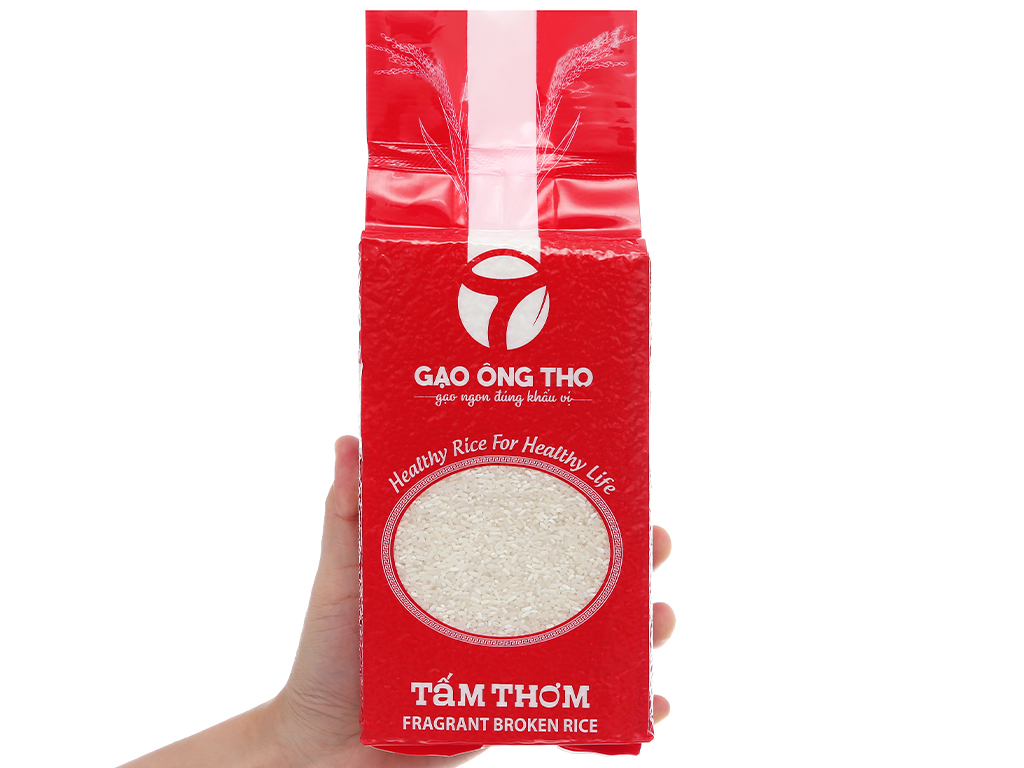 GẠO ÔNG THỌ
gạo ngon đúng khẩu vị
Healthy Rice For Healthy Life
TẤM THƠM
FRAGRANT BROKEN RICE